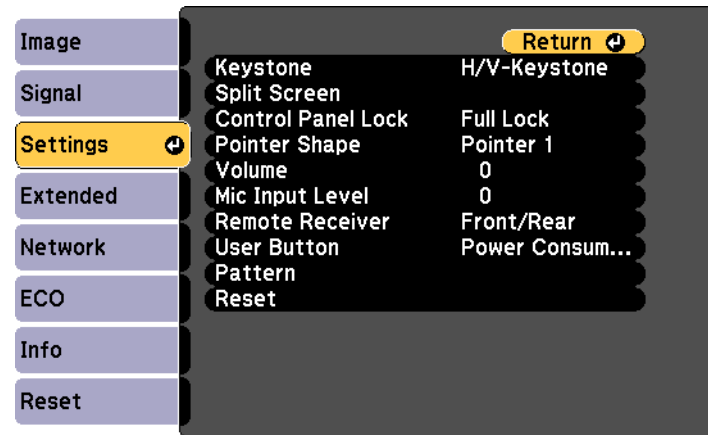 Image
Signal
Settings
Extended
Network
ECO
Info
Reset
Return
Keystone H/V-Keystone
Split Screen
Control Panel Lock Full Lock
Pointer Shape Pointer 1
Volume 0
Mic Input Level 0
Remote Receiver Front/Rear
User Button Power Consum...
Pattern
Reset